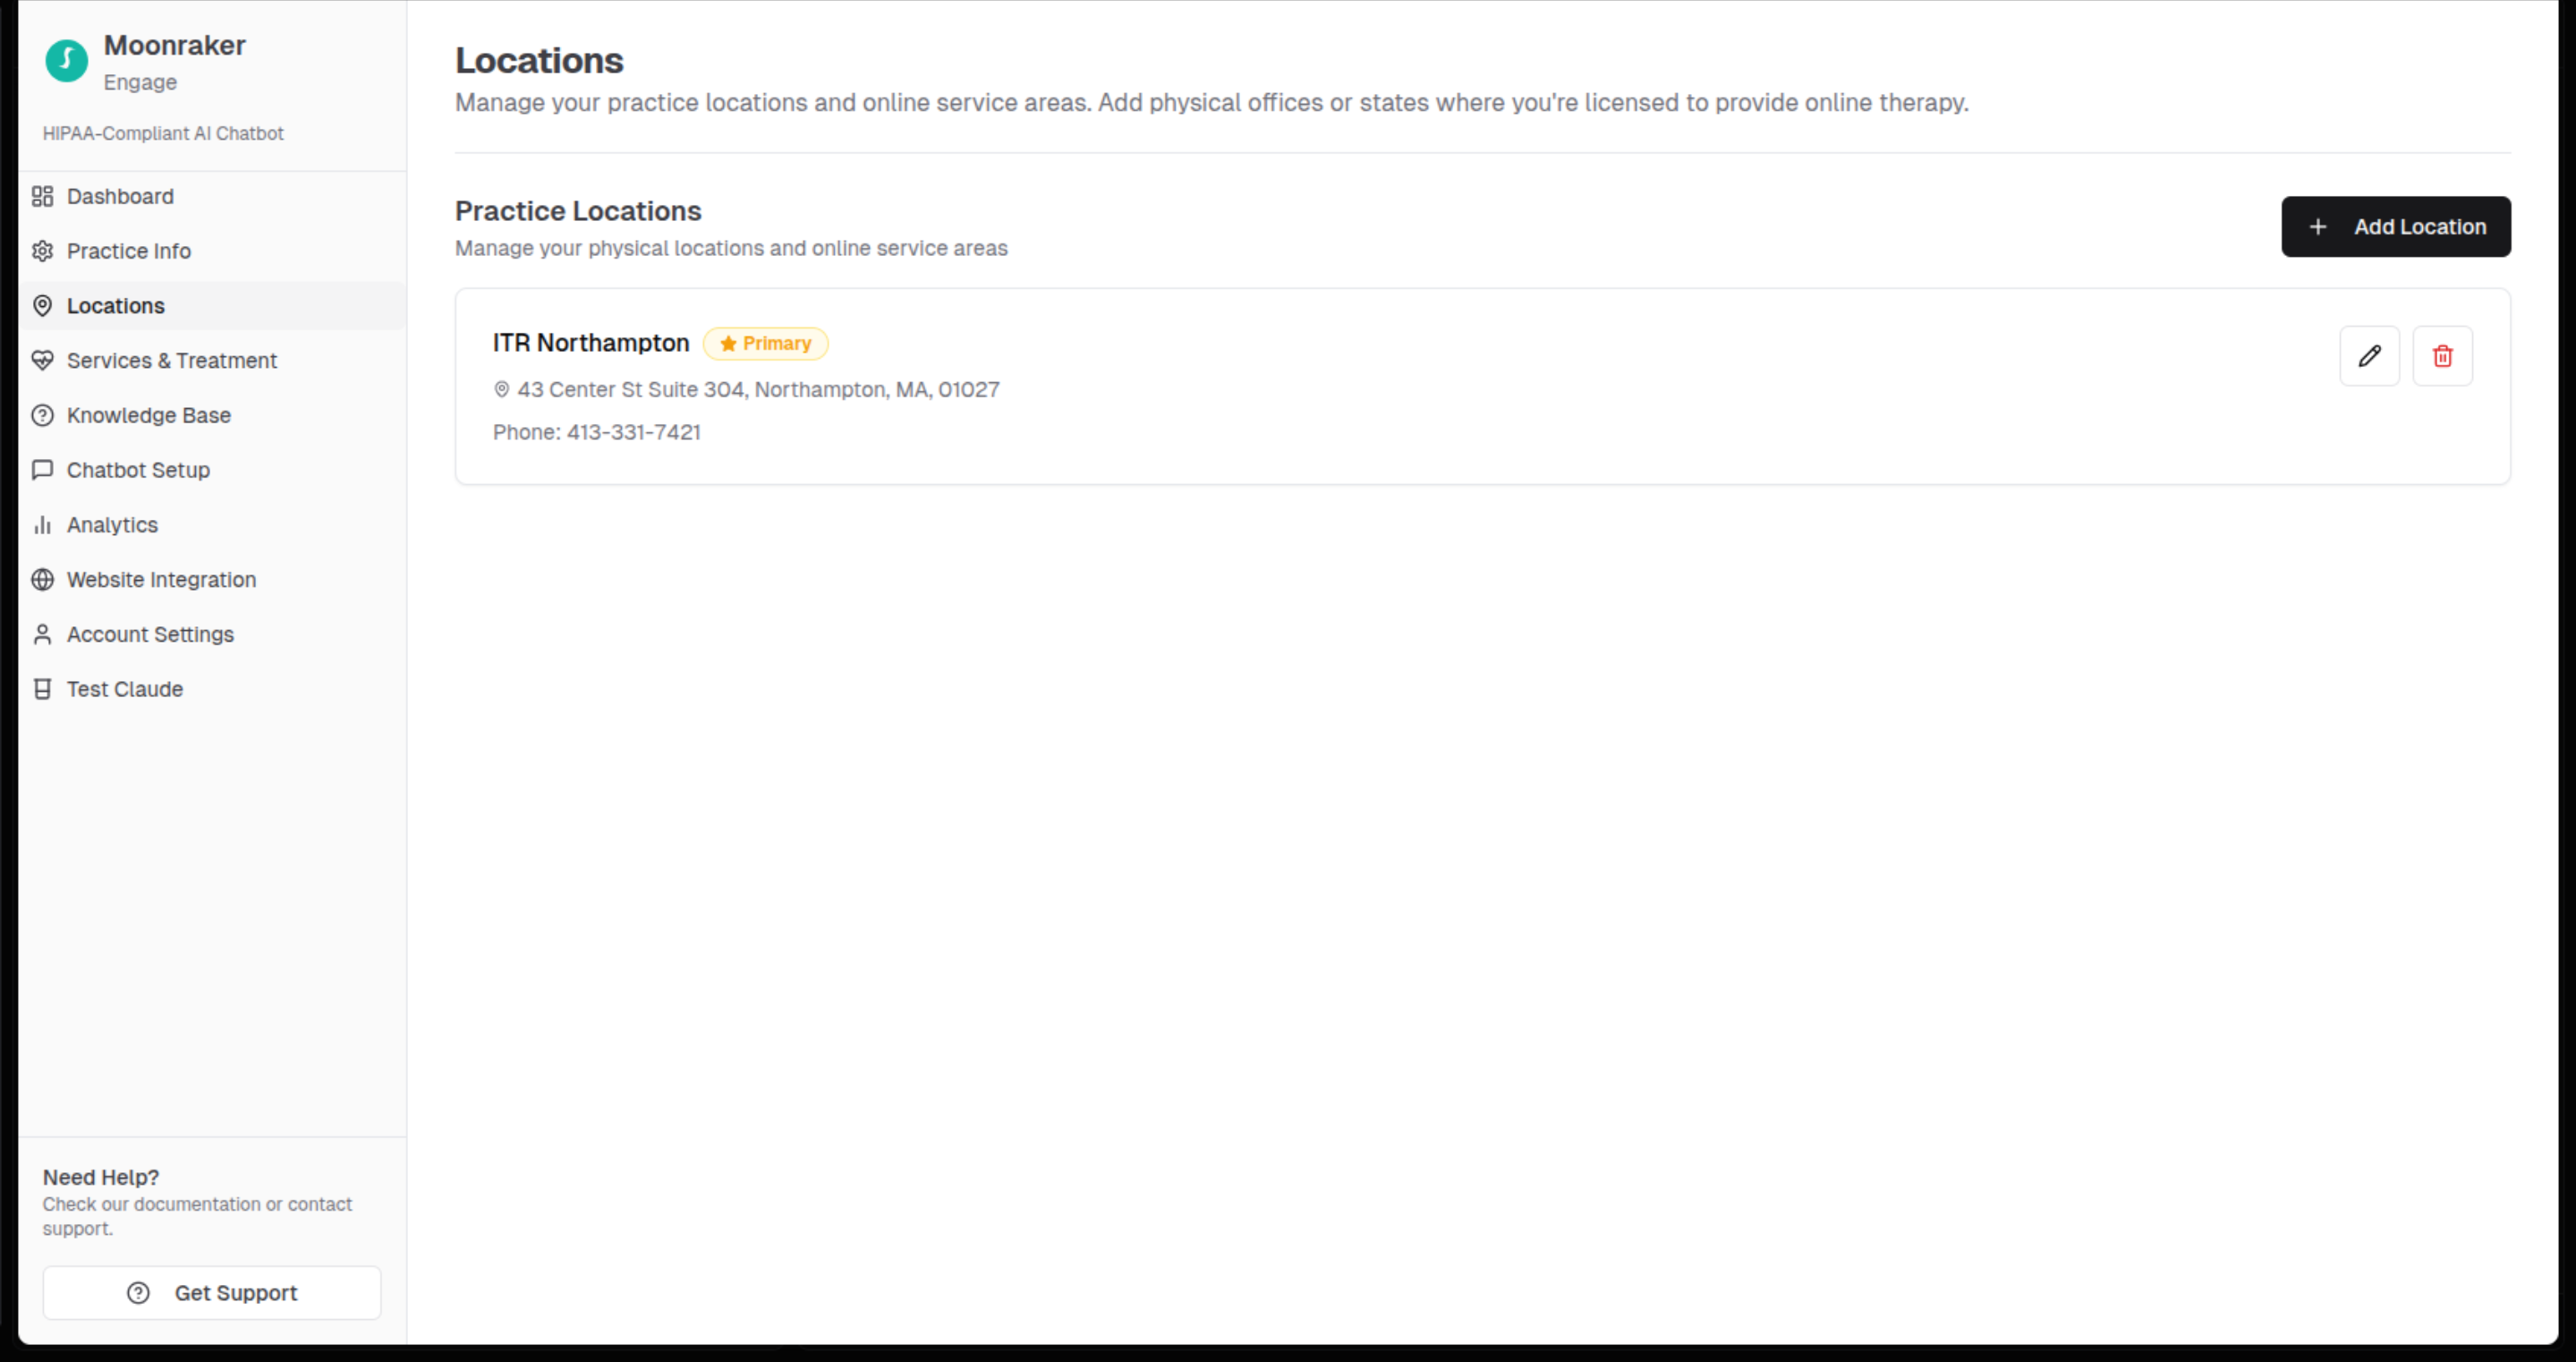 Moonraker
Engage
HIPAA-Compliant AI Chatbot
Dashboard
Practice Info
Locations
Services & Treatment
Knowledge Base
Chatbot Setup
Analytics
Website Integration
Account Settings
Test Claude
Need Help?
Check our documentation or contact
support.
Get Support
Locations
Manage your practice locations and online service areas. Add physical offices or states where you're licensed to provide online therapy.
Practice Locations
Manage your physical locations and online service areas
Add Location
ITR Northampton Primary
43 Center St Suite 304, Northampton, MA, 01027
Phone: 413-331-7421